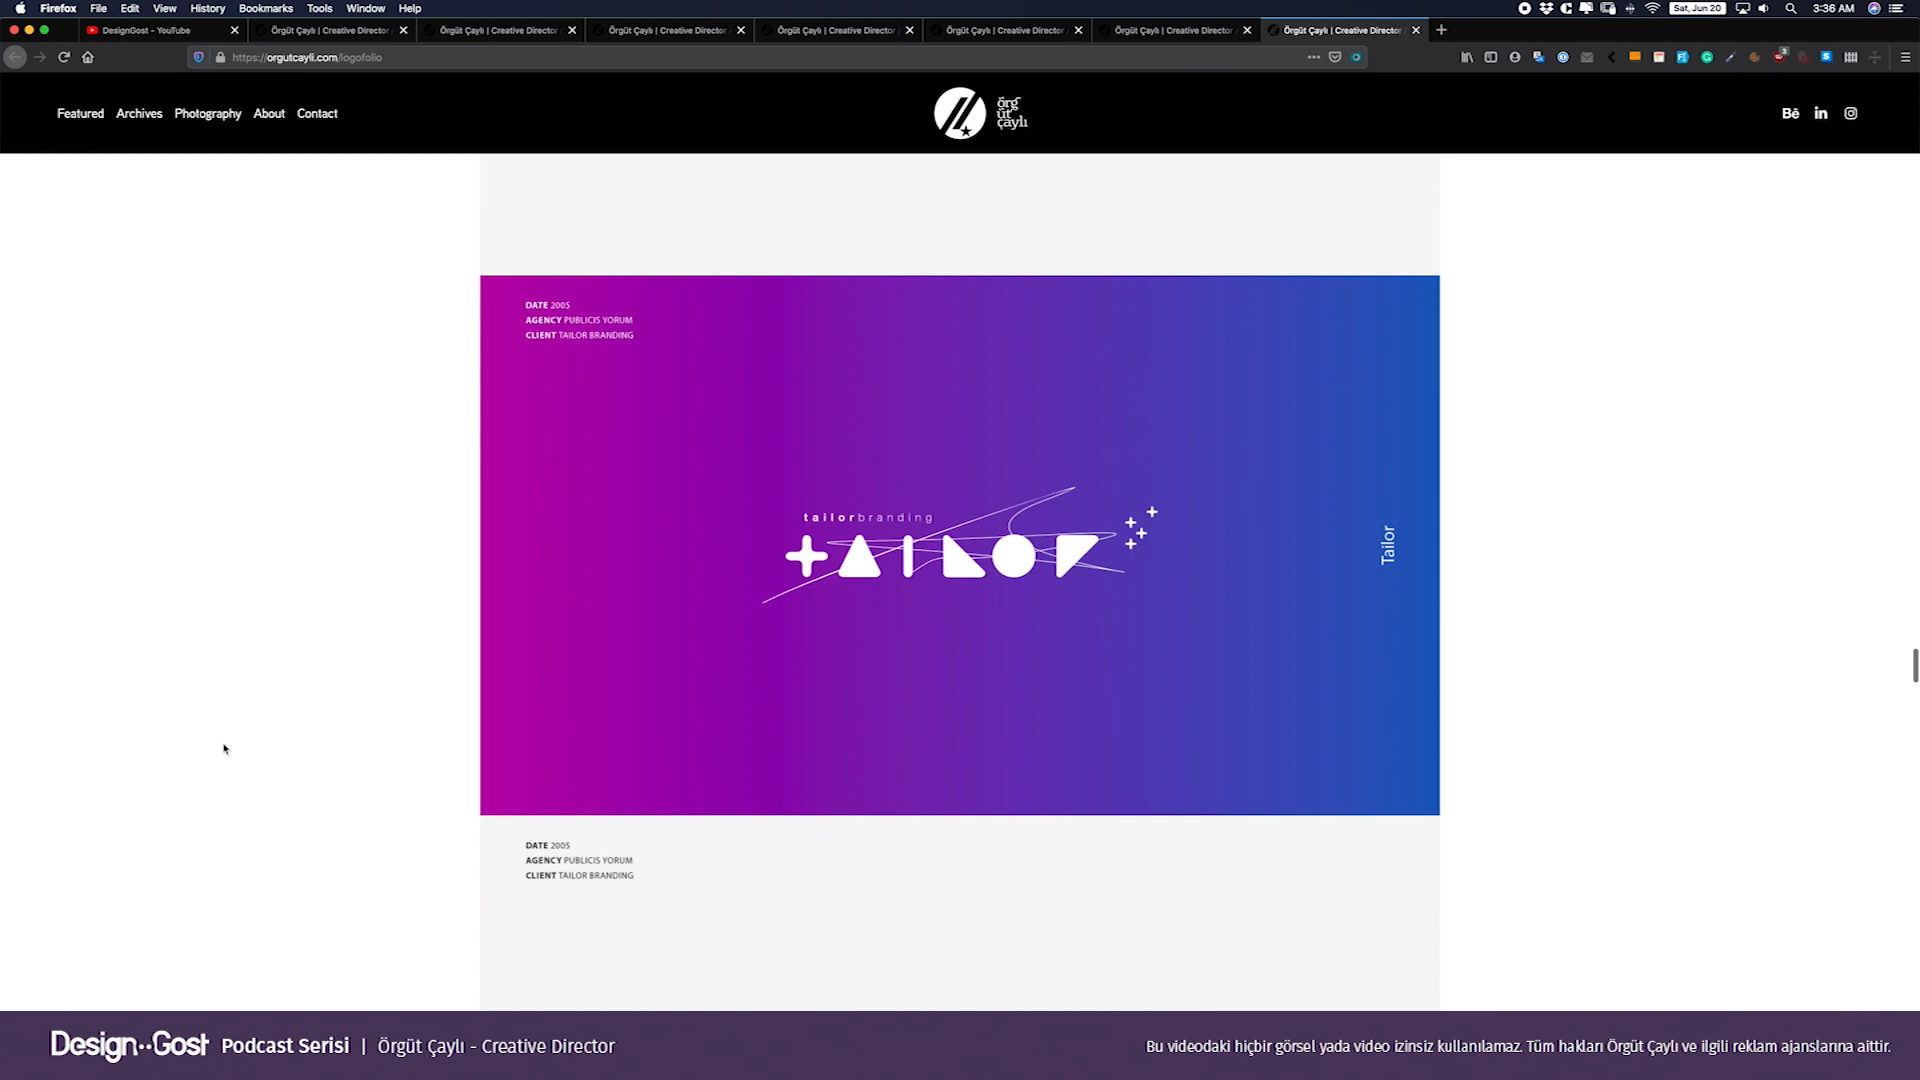 Firefox File Edit View History Bookmarks Tools Window Help
Sat, Jun 20
3:36 AM
DesignGost - YouTube
Örgüt Çaylı | Creative Director
Örgüt Çaylı | Creative Director
Örgüt Çaylı | Creative Director
Örgüt Çaylı | Creative Director
Örgüt Çaylı | Creative Director
Örgüt Çaylı | Creative Director
Örgüt Çaylı | Creative Director
https://orgutcayli.com/logofolio
3
Featured Archives Photography About Contact
örg
üt
çaylı
Bē in
DATE 2005
AGENCY PUBLICIS YORUM
CLIENT TAILOR BRANDING
tailorbranding
TAILOR
Tailor
DATE 2005
AGENCY PUBLICIS YORUM
CLIENT TAILOR BRANDING
Design··Gost Podcast Serisi | Örgüt Çaylı - Creative Director
Bu videodaki hiçbir görsel yada video izinsiz kullanılamaz. Tüm hakları Örgüt Çaylı ve ilgili reklam ajanslarına aittir.